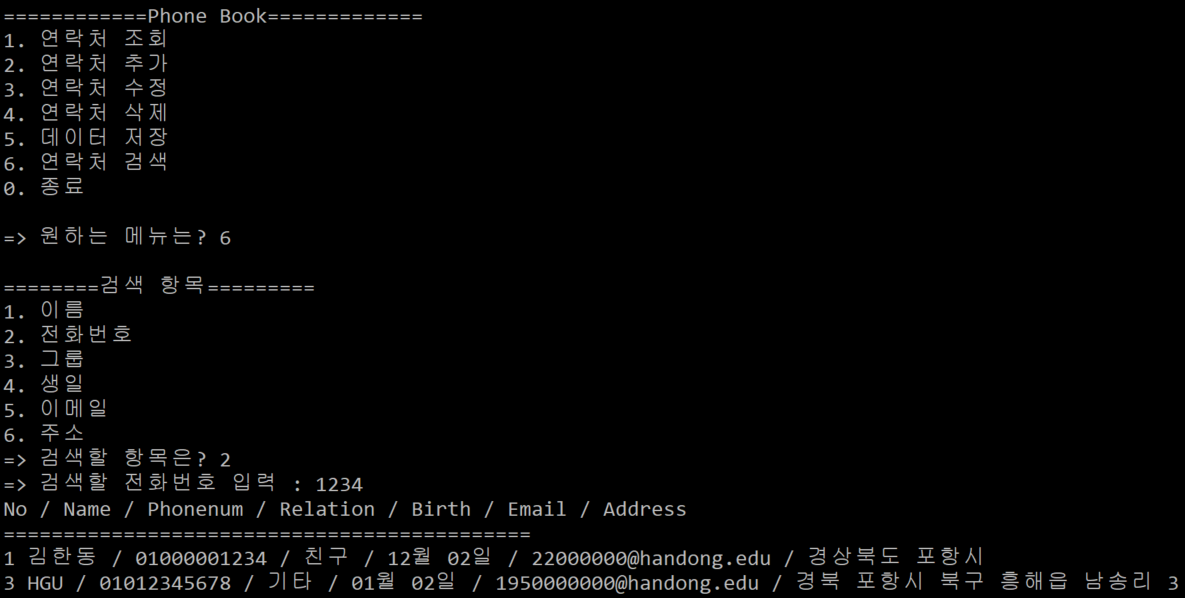 ============Phone Book=============
1. 연락처 조회
2. 연락처 추가
3. 연락처 수정
4. 연락처 삭제
5. 데이터 저장
6. 연락처 검색
0. 종료
=> 원하는 메뉴는? 6
========검색 항목=========
1. 이름
2. 전화번호
3. 그룹
4. 생일
5. 이메일
6. 주소
=> 검색할 항목은? 2
=> 검색할 전화번호 입력 : 1234
No / Name / Phonenum / Relation / Birth / Email / Address
============================================
1 김한동 / 01000001234 / 친구 / 12월 02일 / 22000000@handong.edu / 경상북도 포항시
3 HGU / 01012345678 / 기타 / 01월 02일 / 1950000000@handong.edu / 경북 포항시 북구 흥해읍 남송리 3